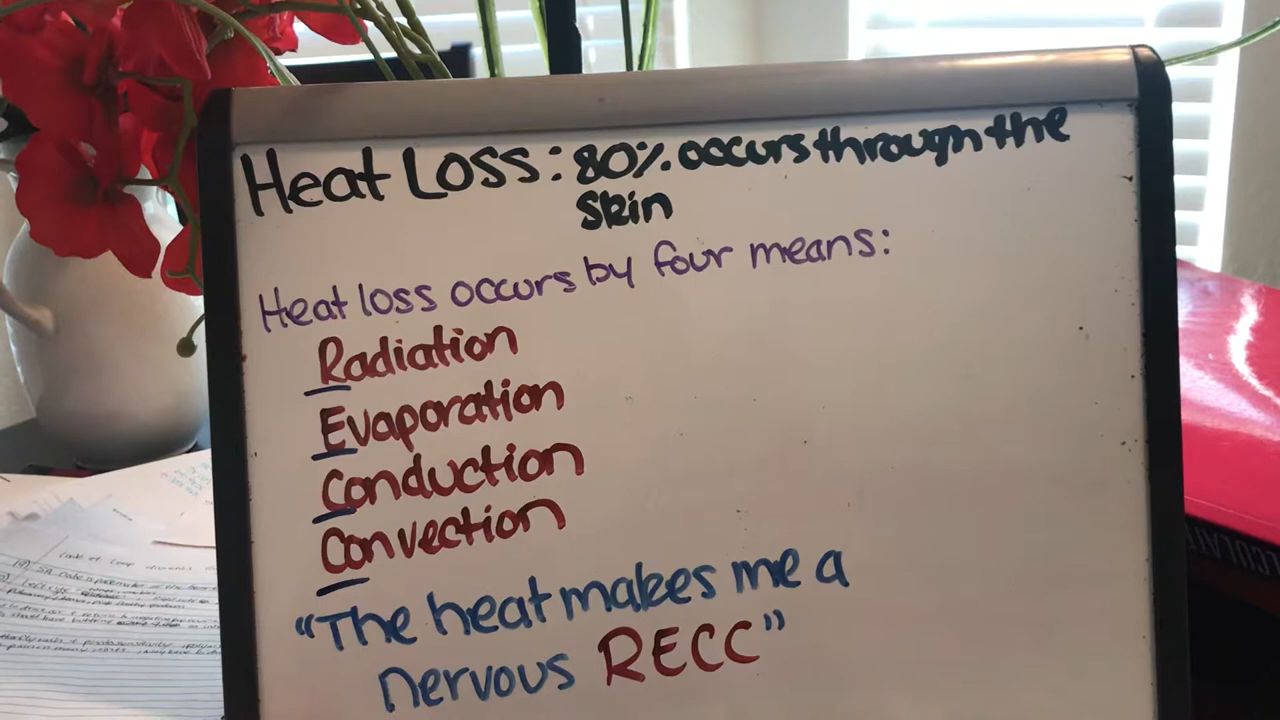 Heat Loss: 80% occurs through the
Skin
Heat loss occurs by four means:
Radiation
Evaporation
Conduction
Convection
"The heat makes me a
nervous RECC"